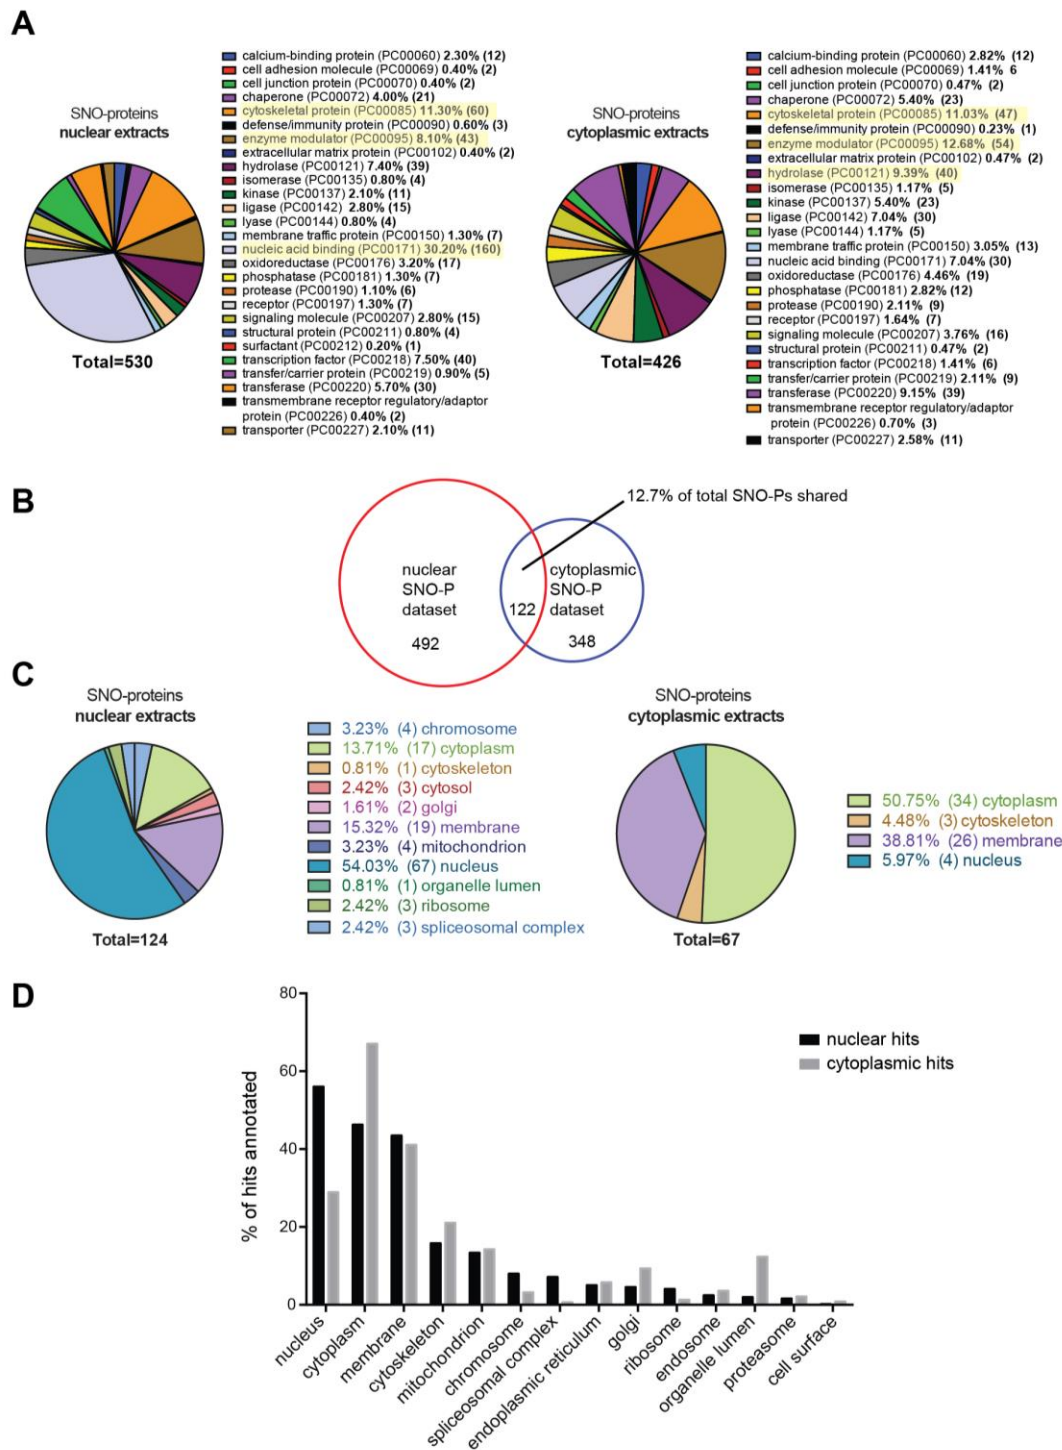 A
SNO-proteins
nuclear extracts
Total=530
calcium-binding protein (PC00060) 2.30% (12)
cell adhesion molecule (PC00069) 0.40% (2)
cell junction protein (PC00070) 0.40% (2)
chaperone (PC00072) 4.00% (21)
cytoskeletal protein (PC00085) 11.30% (60)
defense/immunity protein (PC00090) 0.60% (3)
enzyme modulator (PC00095) 8.10% (43)
extracellular matrix protein (PC00102) 0.40% (2)
hydrolase (PC00121) 7.40% (39)
isomerase (PC00135) 0.80% (4)
kinase (PC00137) 2.10% (11)
ligase (PC00142) 2.80% (15)
lyase (PC00144) 0.80% (4)
membrane traffic protein (PC00150) 1.30% (7)
nucleic acid binding (PC00171) 30.20% (160)
oxidoreductase (PC00176) 3.20% (17)
phosphatase (PC00181) 1.30% (7)
protease (PC00190) 1.10% (6)
receptor (PC00197) 1.30% (7)
signaling molecule (PC00207) 2.80% (15)
structural protein (PC00211) 0.80% (4)
surfactant (PC00212) 0.20% (1)
transcription factor (PC00218) 7.50% (40)
transfer/carrier protein (PC00219) 0.90% (5)
transferase (PC00220) 5.70% (30)
transmembrane receptor regulatory/adaptor
protein (PC00226) 0.40% (2)
transporter (PC00227) 2.10% (11)
SNO-proteins
cytoplasmic extracts
Total=426
calcium-binding protein (PC00060) 2.82% (12)
cell adhesion molecule (PC00069) 1.41% 6
cell junction protein (PC00070) 0.47% (2)
chaperone (PC00072) 5.40% (23)
cytoskeletal protein (PC00085) 11.03% (47)
defense/immunity protein (PC00090) 0.23% (1)
enzyme modulator (PC00095) 12.68% (54)
extracellular matrix protein (PC00102) 0.47% (2)
hydrolase (PC00121) 9.39% (40)
isomerase (PC00135) 1.17% (5)
kinase (PC00137) 5.40% (23)
ligase (PC00142) 7.04% (30)
lyase (PC00144) 1.17% (5)
membrane traffic protein (PC00150) 3.05% (13)
nucleic acid binding (PC00171) 7.04% (30)
oxidoreductase (PC00176) 4.46% (19)
phosphatase (PC00181) 2.82% (12)
protease (PC00190) 2.11% (9)
receptor (PC00197) 1.64% (7)
signaling molecule (PC00207) 3.76% (16)
structural protein (PC00211) 0.47% (2)
transcription factor (PC00218) 1.41% (6)
transfer/carrier protein (PC00219) 2.11% (9)
transferase (PC00220) 9.15% (39)
transmembrane receptor regulatory/adaptor
protein (PC00226) 0.70% (3)
transporter (PC00227) 2.58% (11)
B
12.7% of total SNO-Ps shared
nuclear
SNO-P
dataset
492
122
cytoplasmic
SNO-P
dataset
348
C
SNO-proteins
nuclear extracts
Total=124
3.23% (4) chromosome
13.71% (17) cytoplasm
0.81% (1) cytoskeleton
2.42% (3) cytosol
1.61% (2) golgi
15.32% (19) membrane
3.23% (4) mitochondrion
54.03% (67) nucleus
0.81% (1) organelle lumen
2.42% (3) ribosome
2.42% (3) spliceosomal complex
SNO-proteins
cytoplasmic extracts
Total=67
50.75% (34) cytoplasm
4.48% (3) cytoskeleton
38.81% (26) membrane
5.97% (4) nucleus
D
% of hits annotated
80
60
40
20
0
nuclear hits
cytoplasmic hits
nucleus
cytoplasm
membrane
cytoskeleton
mitochondrion
chromosome
spliceosomal complex
endoplasmic reticulum
golgi
ribosome
endosome
organelle lumen
proteasome
cell surface